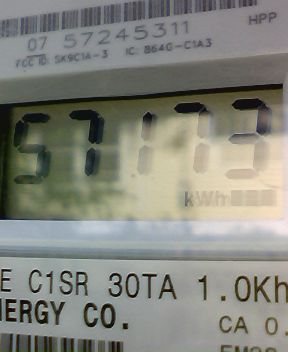 07 57245311
HPP
FCC ID: SK9C1A-3 IC: 864G-C1A3
57173
kWh
E C1SR 30TA 1.0Kh
NERGY CO.
CA 0.